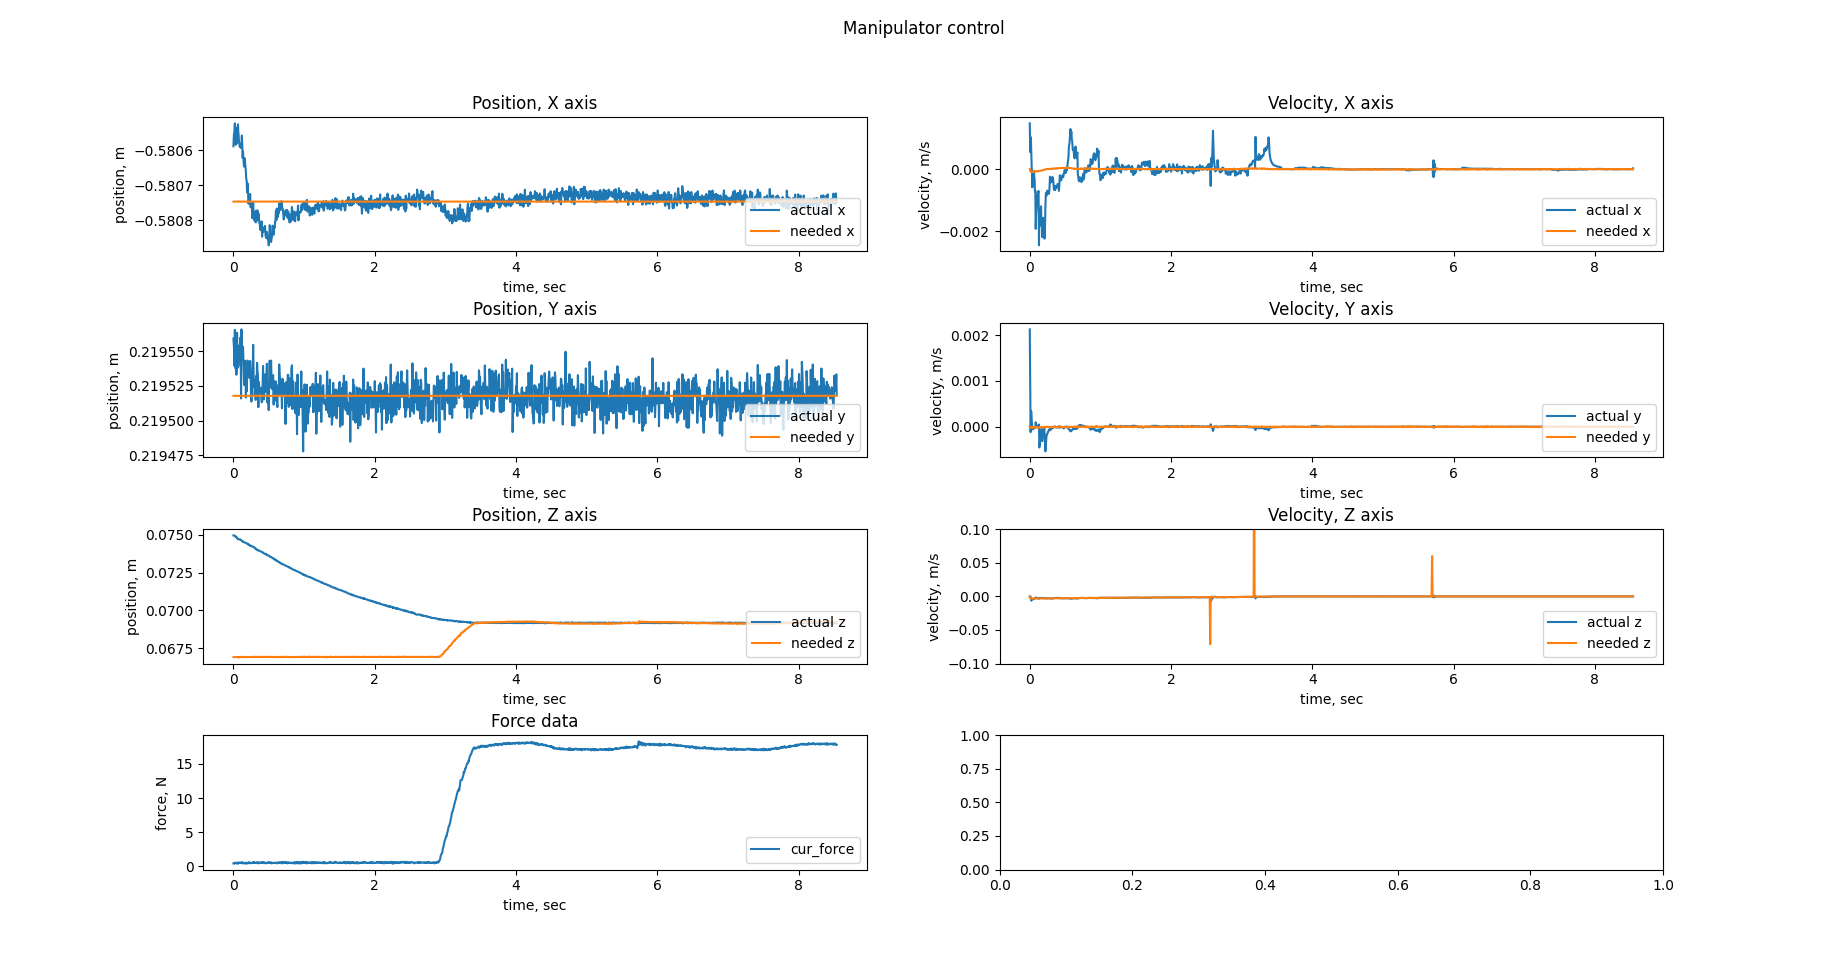 Manipulator control
Position, X axis
position, m
−0.5806
−0.5807
−0.5808
actual x
needed x
0 2 4 6 8
time, sec
Velocity, X axis
velocity, m/s
0.000
−0.002
actual x
needed x
0 2 4 6 8
time, sec
Position, Y axis
position, m
0.219550
0.219525
0.219500
0.219475
actual y
needed y
0 2 4 6 8
time, sec
Velocity, Y axis
velocity, m/s
0.002
0.001
0.000
actual y
needed y
0 2 4 6 8
time, sec
Position, Z axis
position, m
0.0750
0.0725
0.0700
0.0675
actual z
needed z
0 2 4 6 8
time, sec
Velocity, Z axis
velocity, m/s
0.10
0.05
0.00
−0.05
−0.10
actual z
needed z
0 2 4 6 8
time, sec
Force data
force, N
15
10
5
0
cur_force
0 2 4 6 8
time, sec
1.00
0.75
0.50
0.25
0.00
0.0 0.2 0.4 0.6 0.8 1.0